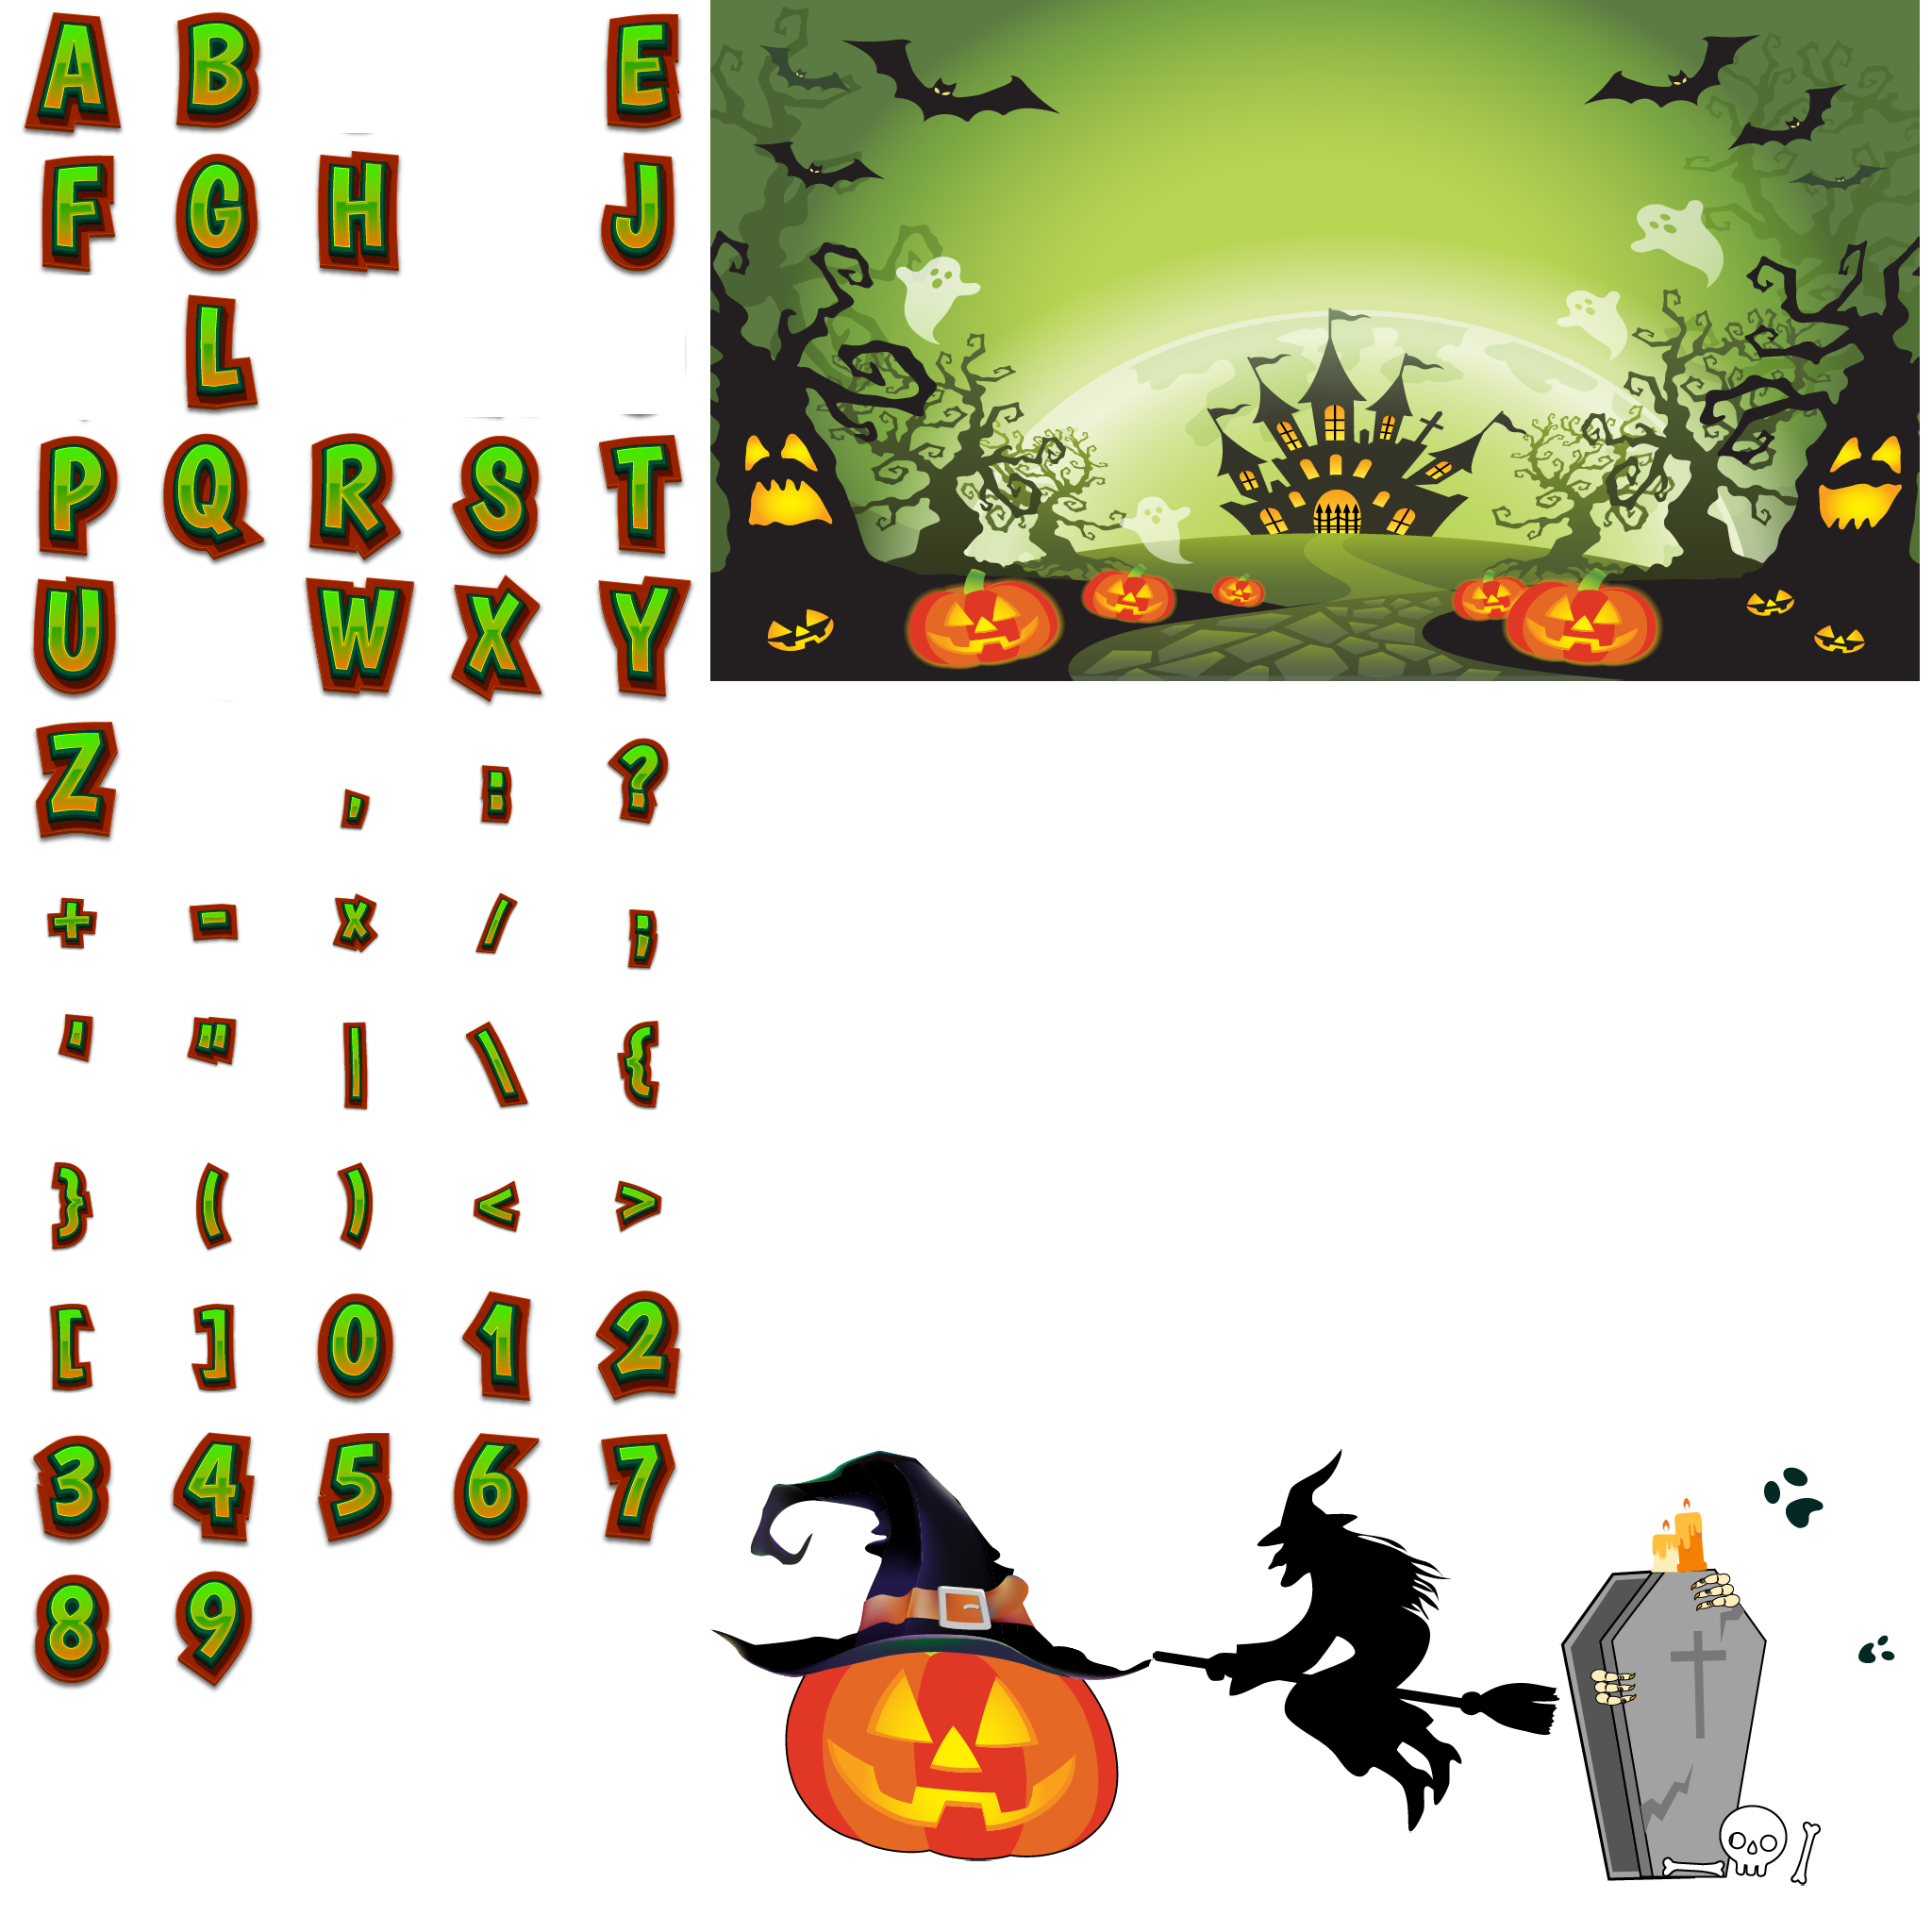 A B E
F G H J
L
P Q R S T
U W X Y
Z , : ?
+ - x / ;
' " | \ {
} ( ) < >
[ ] 0 1 2
3 4 5 6 7
8 9